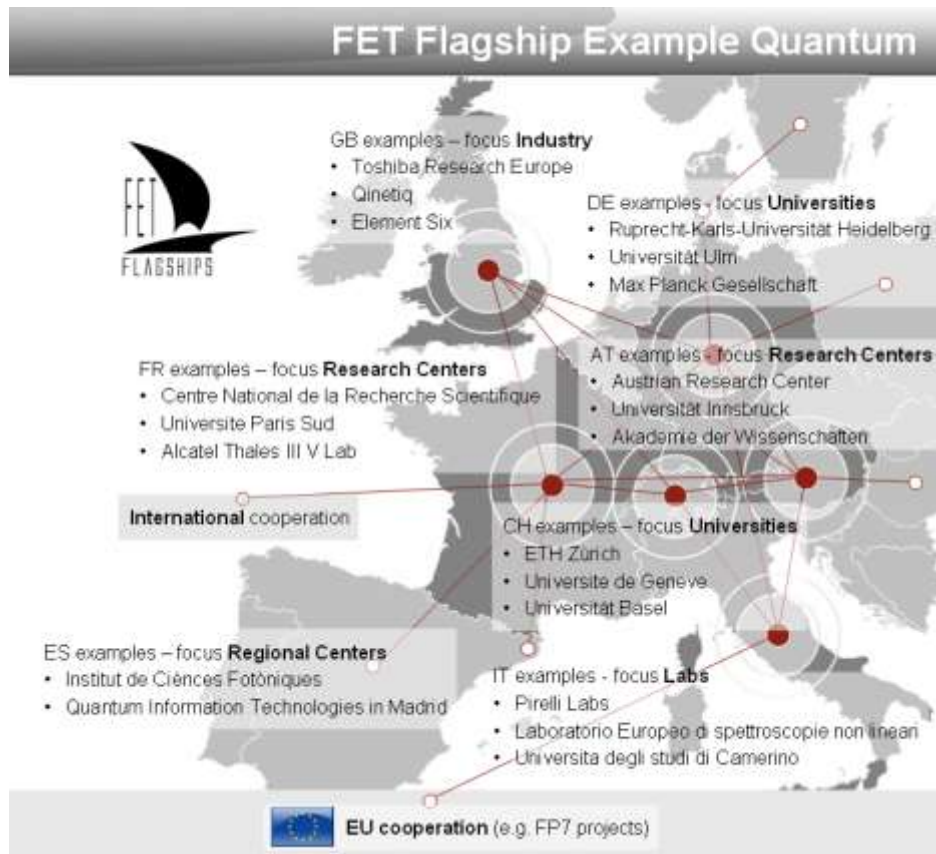 FET Flagship Example Quantum
FET
FLAGSHIPS
GB examples – focus Industry
• Toshiba Research Europe
• Qinetiq
• Element Six
DE examples - focus Universities
• Ruprecht-Karls-Universität Heidelberg
• Universität Ulm
• Max Planck Gesellschaft
FR examples – focus Research Centers
• Centre National de la Recherche Scientifique
• Universite Paris Sud
• Alcatel Thales III V Lab
AT examples - focus Research Centers
• Austrian Research Center
• Universität Innsbruck
• Akademie der Wissenschaften
International cooperation
CH examples – focus Universities
• ETH Zürich
• Universite de Geneve
• Universität Basel
ES examples – focus Regional Centers
• Institut de Ciènces Fotòniques
• Quantum Information Technologies in Madrid
IT examples - focus Labs
• Pirelli Labs
• Laboratorio Europeo di spettroscopie non lineari
• Universita degli studi di Camerino
EU cooperation (e.g. FP7 projects)